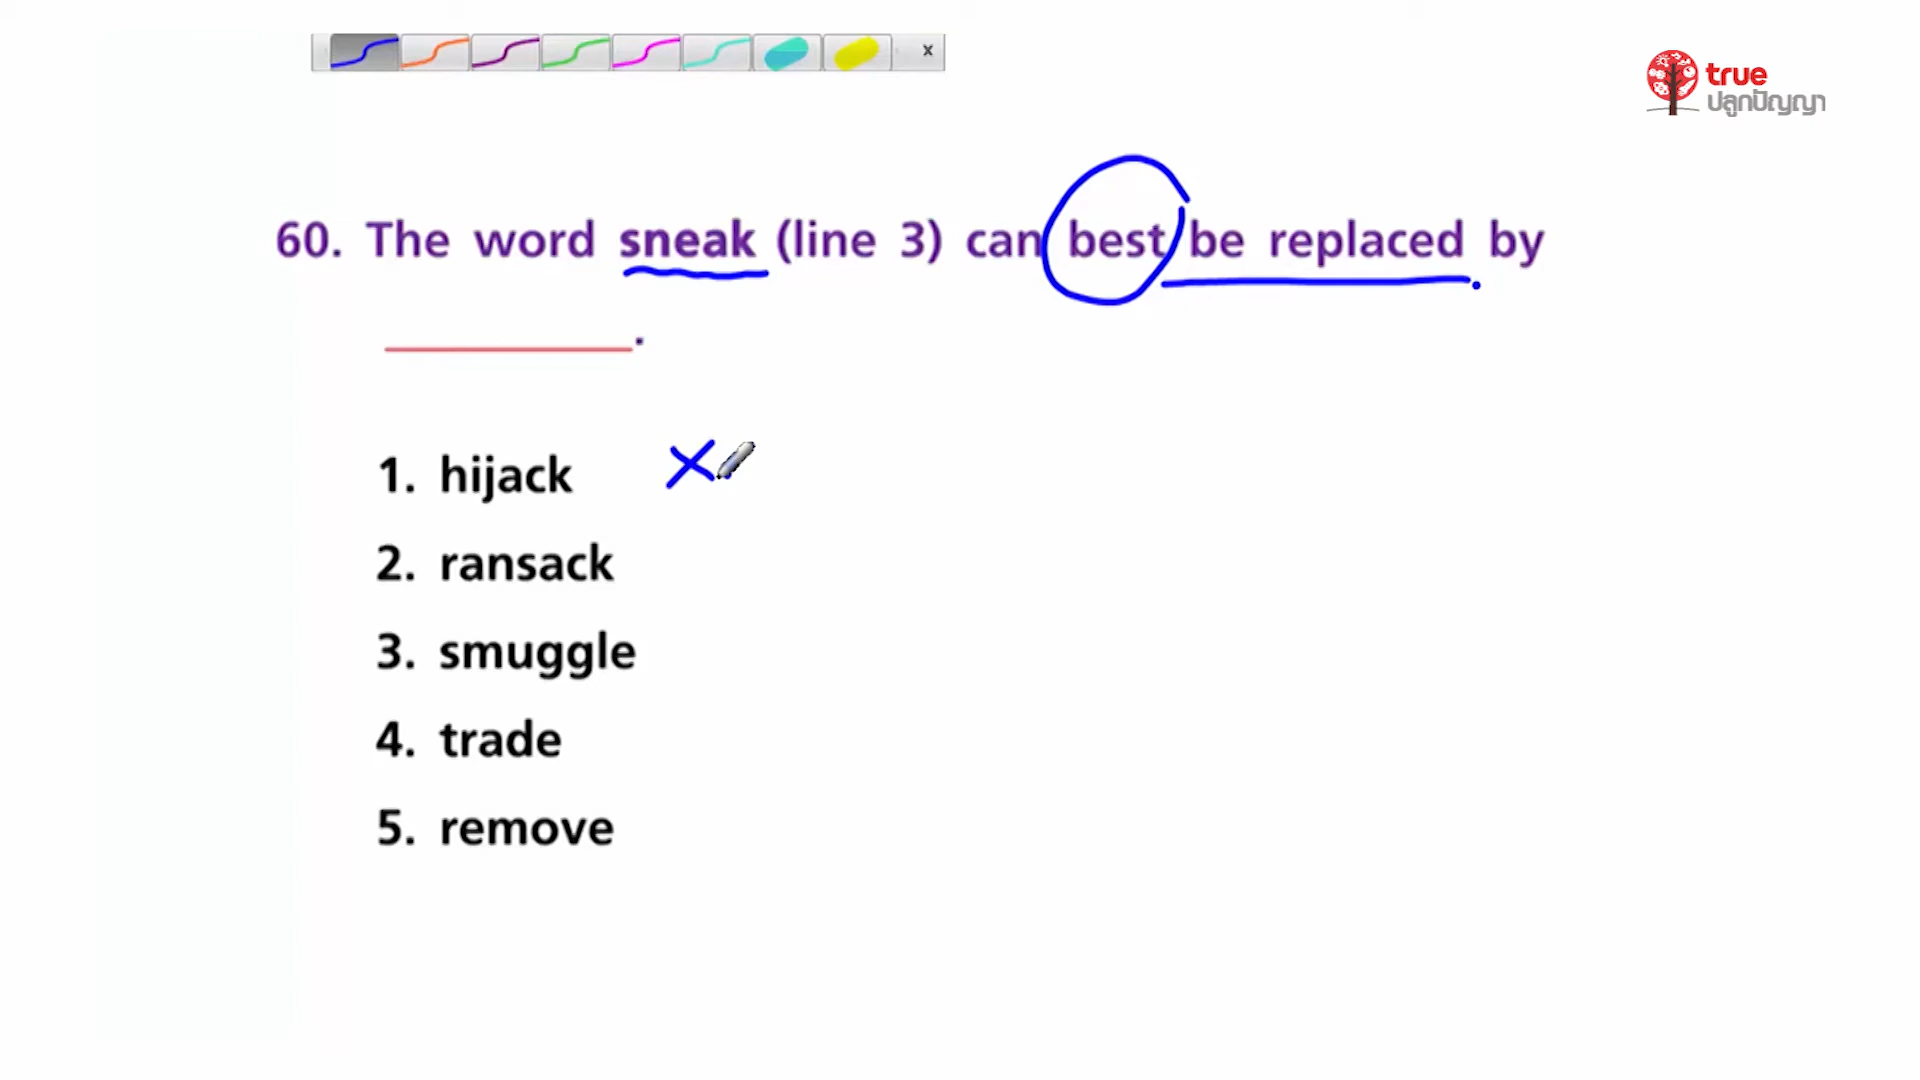 x
true
ปลูกปัญญา
60. The word sneak (line 3) can best be replaced by
__________.
1. hijack
2. ransack
3. smuggle
4. trade
5. remove